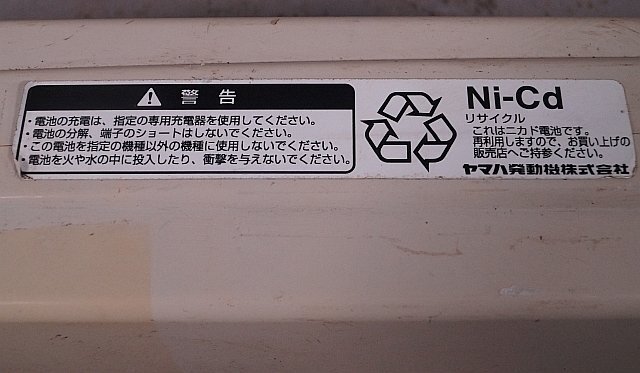 警告
・電池の充電は、指定の専用充電器を使用してください。
・電池の分解、端子のショートはしないでください。
・この電池を指定の機種以外の機種に使用しないでください。
・電池を火や水の中に投入したり、衝撃を与えないでください。
Ni-Cd
リサイクル
これはニカド電池です。
再利用しますので、お買い上げの
販売店へご持参ください。
ヤマハ発動機株式会社